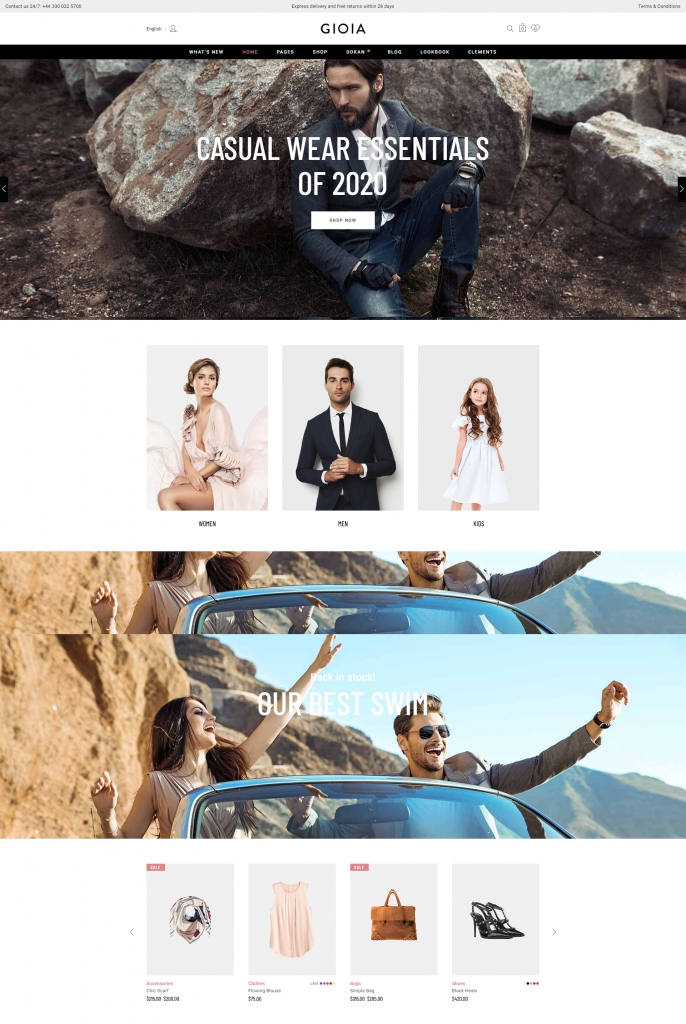 Contact us 24/7: +44 330 022 5700
Express delivery and free returns within 28 days
Terms & Conditions
English
GIOIA
0
0
WHAT'S NEW
HOME
PAGES
SHOP
DOKAN
BLOG
LOOKBOOK
ELEMENTS
CASUAL WEAR ESSENTIALS
OF 2020
SHOP NOW
WOMEN
MEN
KIDS
Back in stock!
OUR BEST SWIM
SALE
SALE
Accessories
Chic Scarf
$215.00 $200.00
Clothes
Flowing Blouse
$75.00
Bags
Simple Bag
$315.00 $265.00
Shoes
Black Heels
$420.00